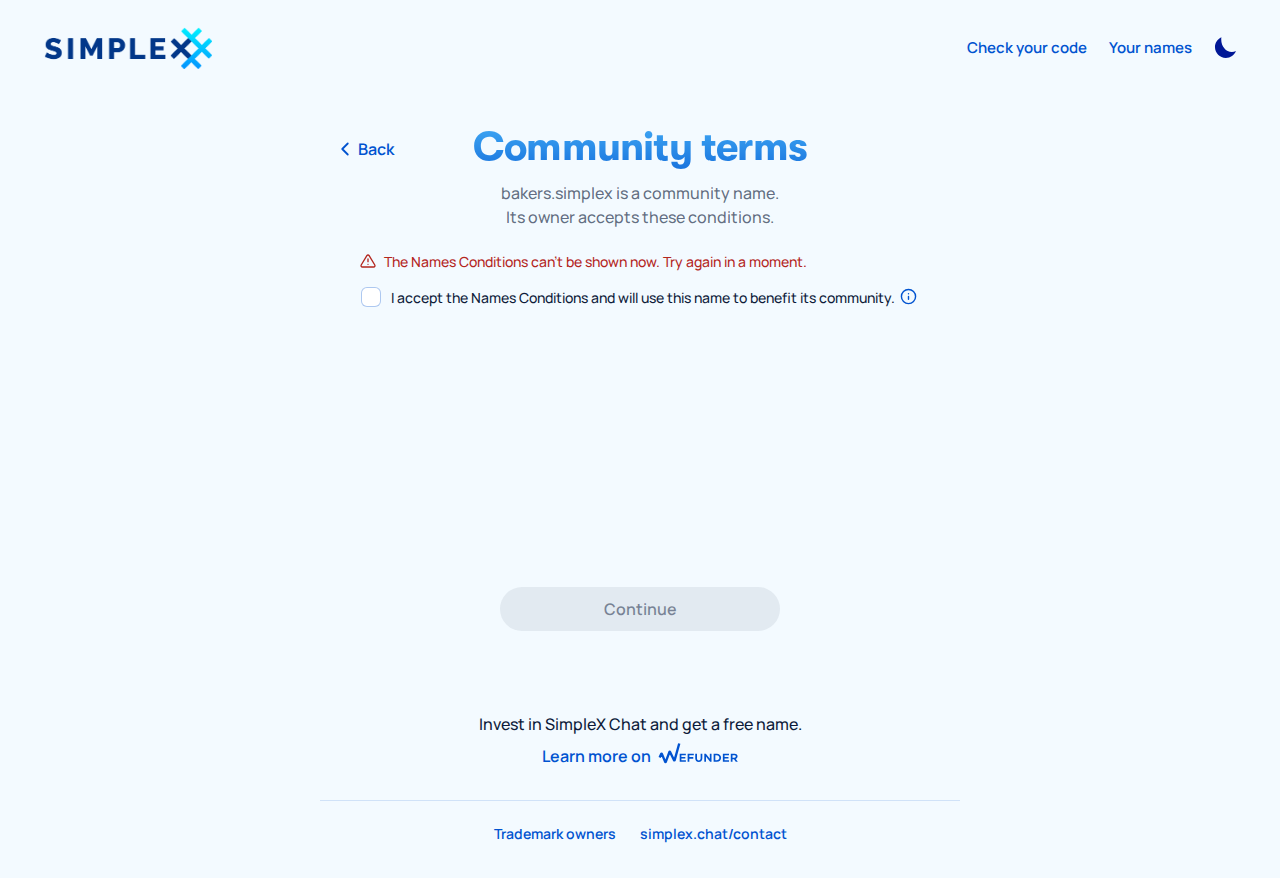 SIMPLEX
Check your code
Your names
Back
Community terms
bakers.simplex is a community name.
Its owner accepts these conditions.
The Names Conditions can't be shown now. Try again in a moment.
I accept the Names Conditions and will use this name to benefit its community.
Continue
Invest in SimpleX Chat and get a free name.
Learn more on WEFUNDER
Trademark owners
simplex.chat/contact